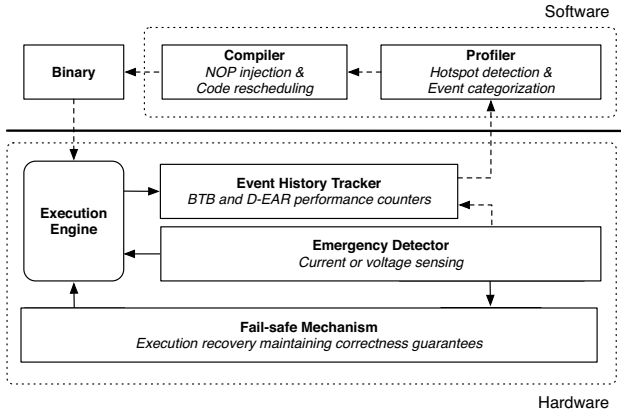 Software
Compiler
NOP injection &
Code rescheduling
Profiler
Hotspot detection &
Event categorization
Binary
Event History Tracker
BTB and D-EAR performance counters
Execution
Engine
Emergency Detector
Current or voltage sensing
Fail-safe Mechanism
Execution recovery maintaining correctness guarantees
Hardware